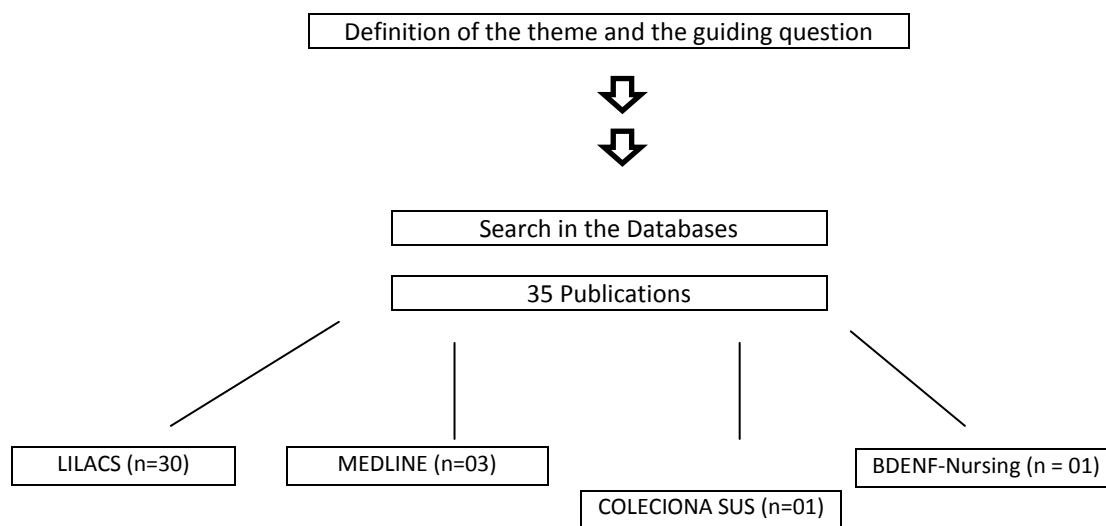 Definition of the theme and the guiding question
Search in the Databases
35 Publications
LILACS (n=30)
MEDLINE (n=03)
COLECIONA SUS (n=01)
BDENF-Nursing (n = 01)